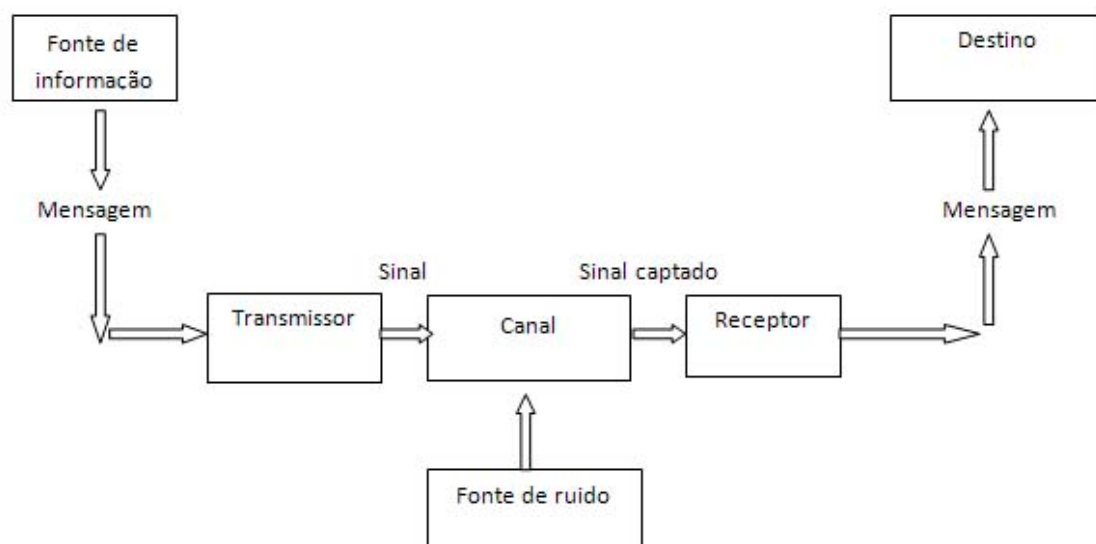 Fonte de
informação
Destino
Mensagem
Mensagem
Sinal
Sinal captado
Transmissor
Canal
Receptor
Fonte de ruido